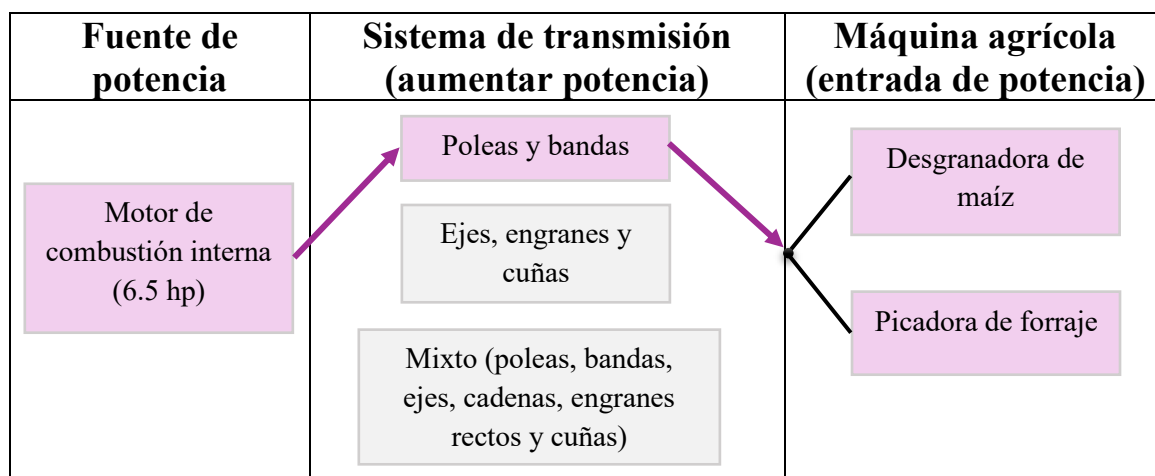 Fuente de
potencia
Sistema de transmisión
(aumentar potencia)
Máquina agrícola
(entrada de potencia)
Motor de
combustión interna
(6.5 hp)
Poleas y bandas
Ejes, engranes y
cuñas
Mixto (poleas, bandas,
ejes, cadenas, engranes
rectos y cuñas)
Desgranadora de
maíz
Picadora de forraje